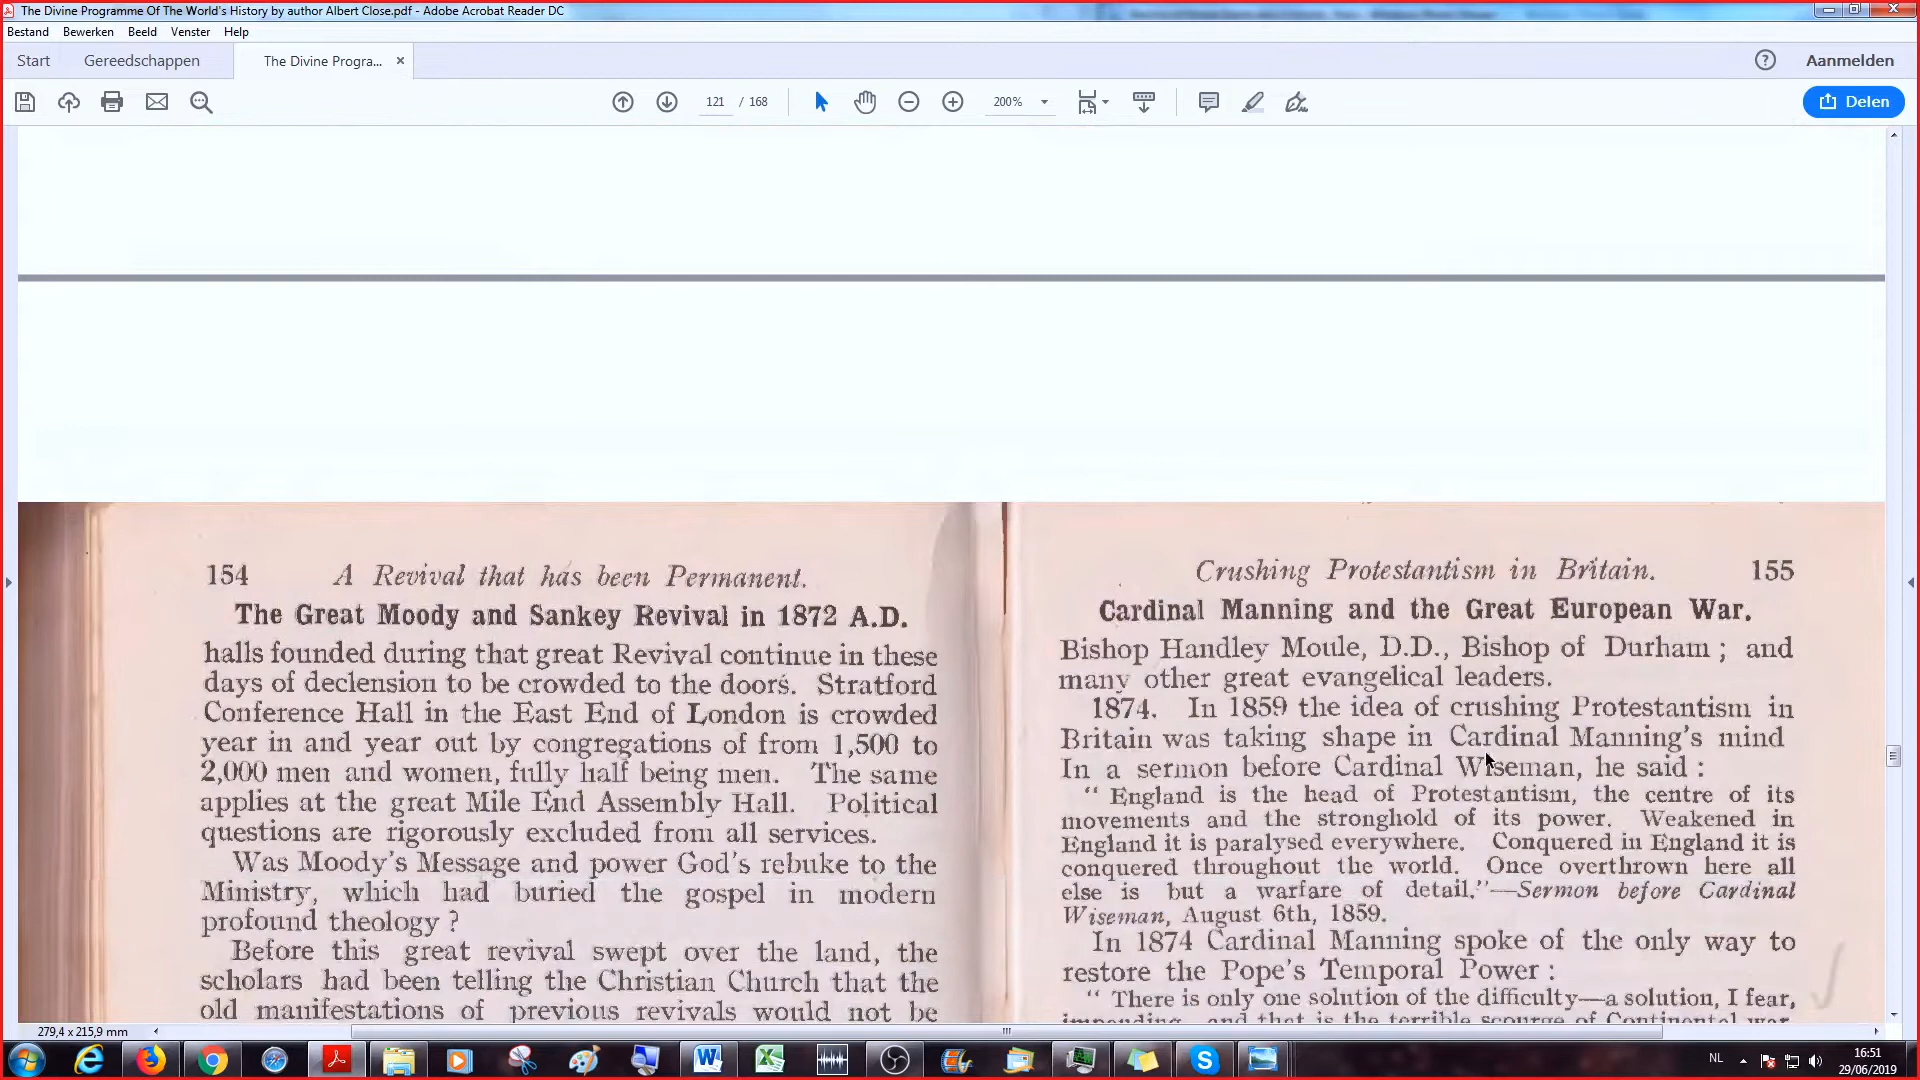 The Divine Programme Of The World's History by author Albert Close.pdf - Adobe Acrobat Reader DC
Bestand Bewerken Beeld Venster Help
Start Gereedschappen The Divine Progra... × Aanmelden
121 / 168 200% Delen
154 A Revival that has been Permanent.
The Great Moody and Sankey Revival in 1872 A.D.
halls founded during that great Revival continue in these
days of declension to be crowded to the doors. Stratford
Conference Hall in the East End of London is crowded
year in and year out by congregations of from 1,500 to
2,000 men and women, fully half being men. The same
applies at the great Mile End Assembly Hall. Political
questions are rigorously excluded from all services.
Was Moody's Message and power God's rebuke to the
Ministry, which had buried the gospel in modern
profound theology ?
Before this great revival swept over the land, the
scholars had been telling the Christian Church that the
old manifestations of previous revivals would not be
Crushing Protestantism in Britain. 155
Cardinal Manning and the Great European War.
Bishop Handley Moule, D.D., Bishop of Durham ; and
many other great evangelical leaders.
1874. In 1859 the idea of crushing Protestantism in
Britain was taking shape in Cardinal Manning's mind
In a sermon before Cardinal Wiseman, he said :
" England is the head of Protestantism, the centre of its
movements and the stronghold of its power. Weakened in
England it is paralysed everywhere. Conquered in England it is
conquered throughout the world. Once overthrown here all
else is but a warfare of detail."—Sermon before Cardinal
Wiseman, August 6th, 1859.
In 1874 Cardinal Manning spoke of the only way to
restore the Pope's Temporal Power :
" There is only one solution of the difficulty—a solution, I fear,
impending, and that is the terrible scourge of Continental war,
279,4 x 215,9 mm
NL
16:51
29/06/2019